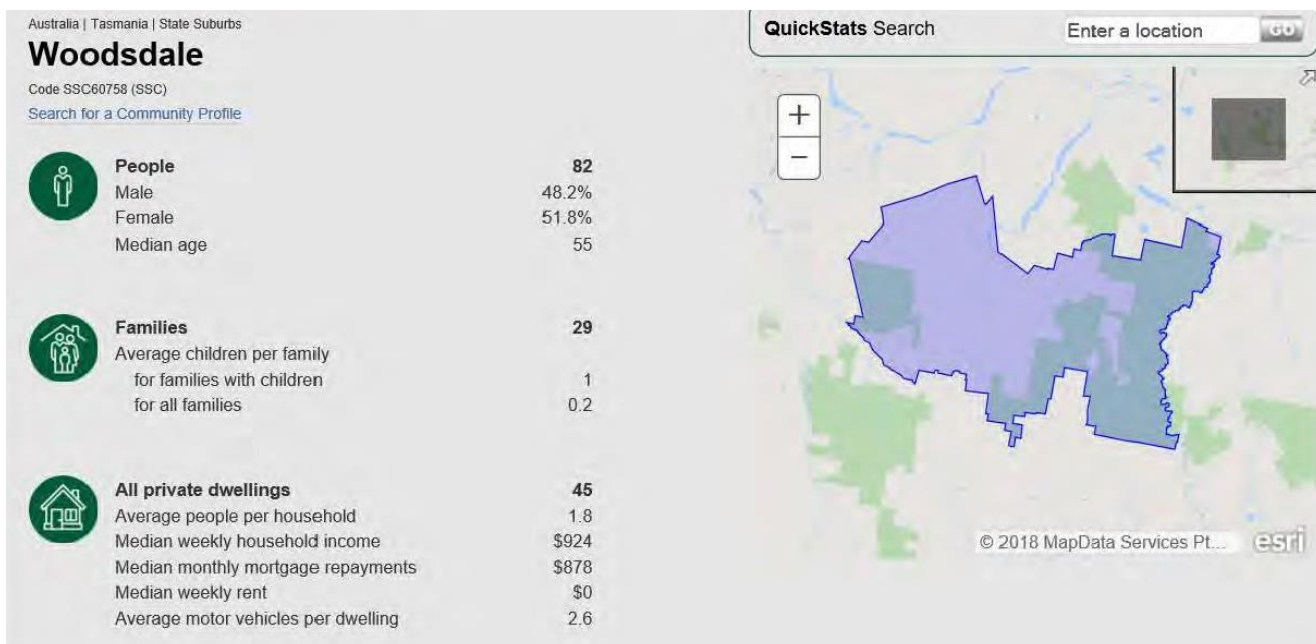 Australia | Tasmania | State Suburbs
Woodsdale
Code SSC60758 (SSC)
Search for a Community Profile
People 82
Male 48.2%
Female 51.8%
Median age 55
Families 29
Average children per family
for families with children 1
for all families 0.2
All private dwellings 45
Average people per household 1.8
Median weekly household income $924
Median monthly mortgage repayments $878
Median weekly rent $0
Average motor vehicles per dwelling 2.6
QuickStats Search Enter a location GO
+
−
© 2018 MapData Services Pt... esri